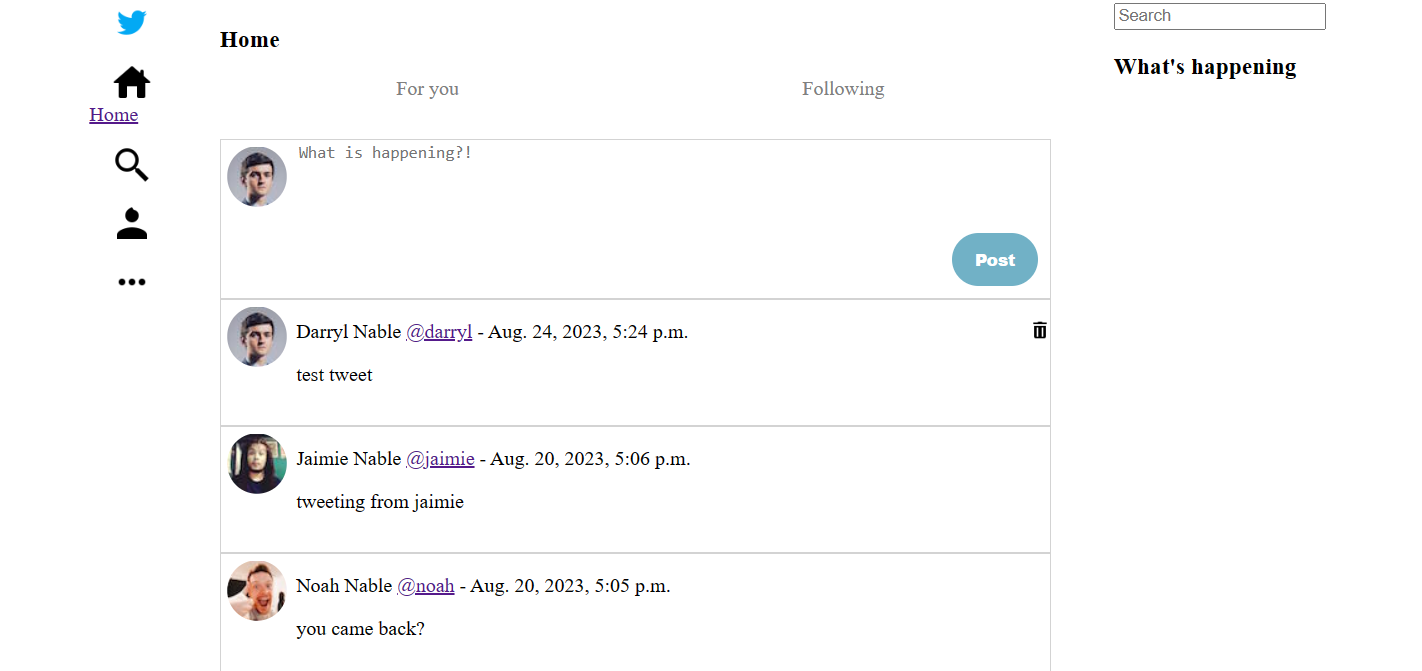 Home
Home
For you
Following
What is happening?!
Post
Darryl Nable @darryl - Aug. 24, 2023, 5:24 p.m.
test tweet
Jaimie Nable @jaimie - Aug. 20, 2023, 5:06 p.m.
tweeting from jaimie
Noah Nable @noah - Aug. 20, 2023, 5:05 p.m.
you came back?
Search
What's happening